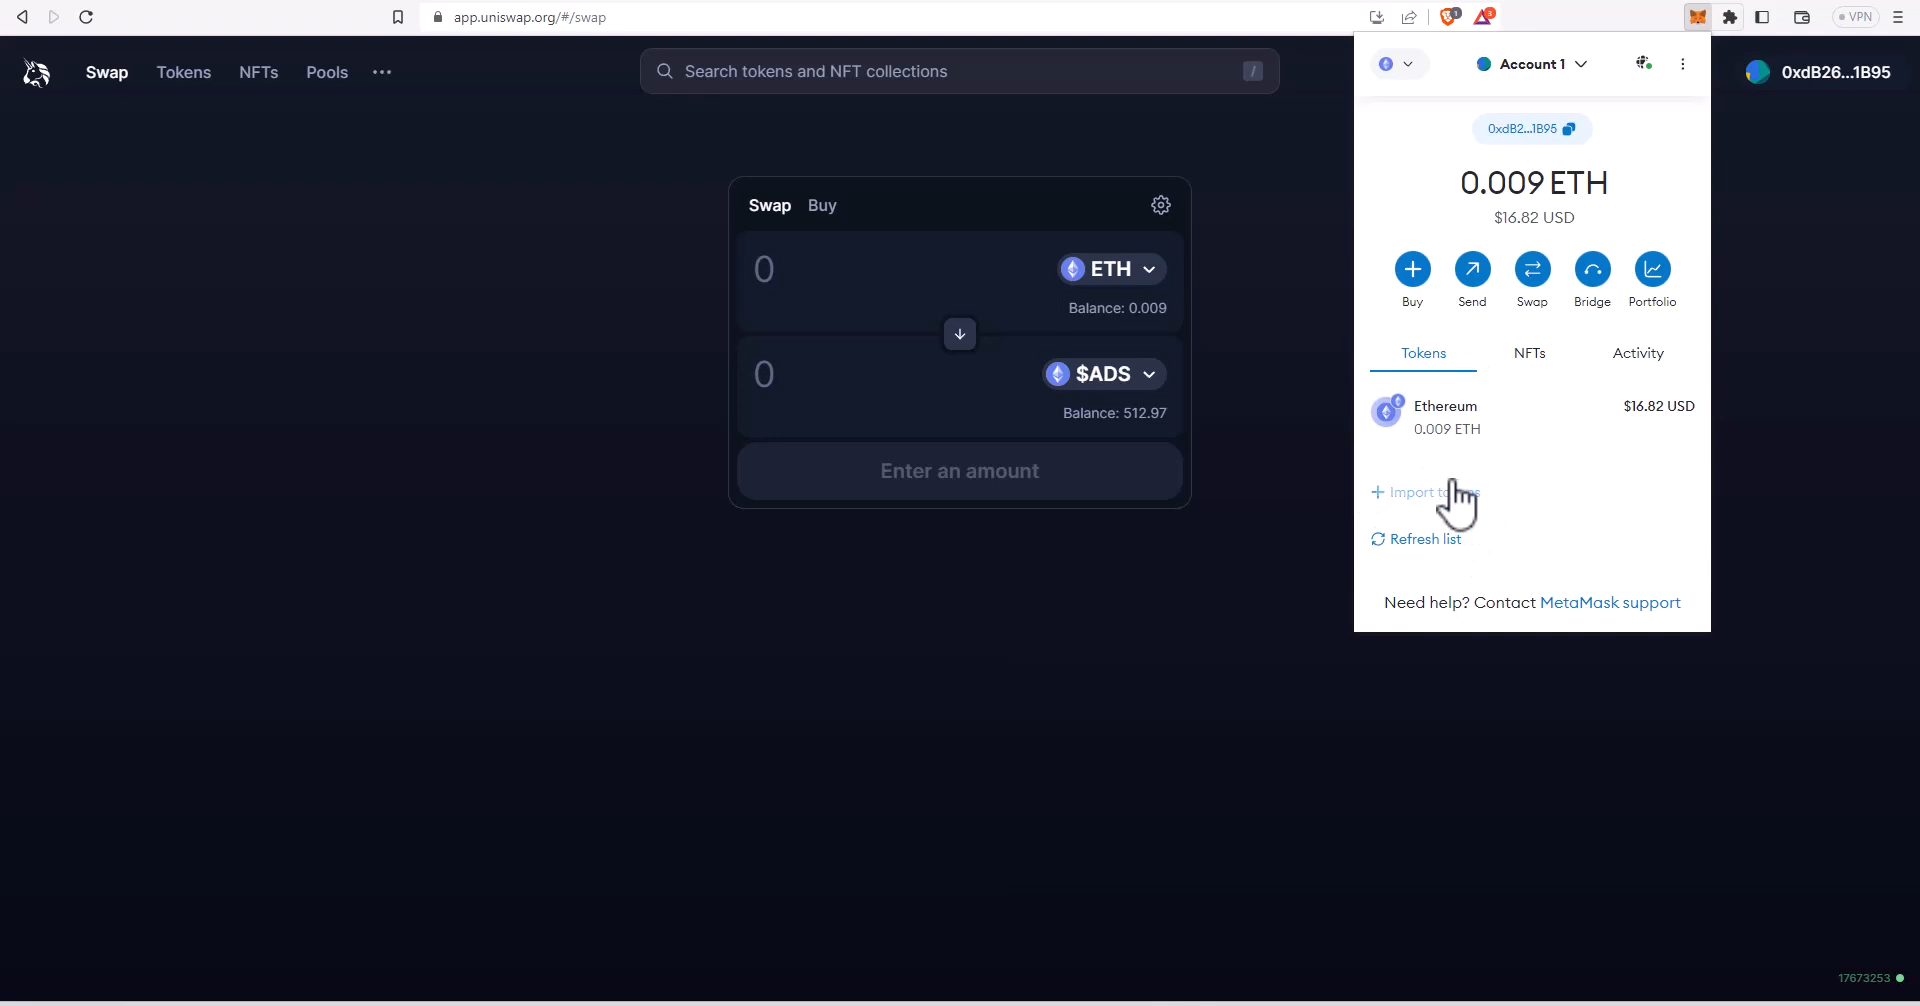 app.uniswap.org/#/swap
1
3
VPN
Swap
Tokens
NFTs
Pools
Search tokens and NFT collections
/
0xdB26...1B95
Swap
Buy
0
ETH
Balance: 0.009
0
$ADS
Balance: 512.97
Enter an amount
Account 1
0xdB2...1B95
0.009 ETH
$16.82 USD
Buy
Send
Swap
Bridge
Portfolio
Tokens
NFTs
Activity
Ethereum
$16.82 USD
0.009 ETH
Import
Refresh list
Need help? Contact MetaMask support
17673253